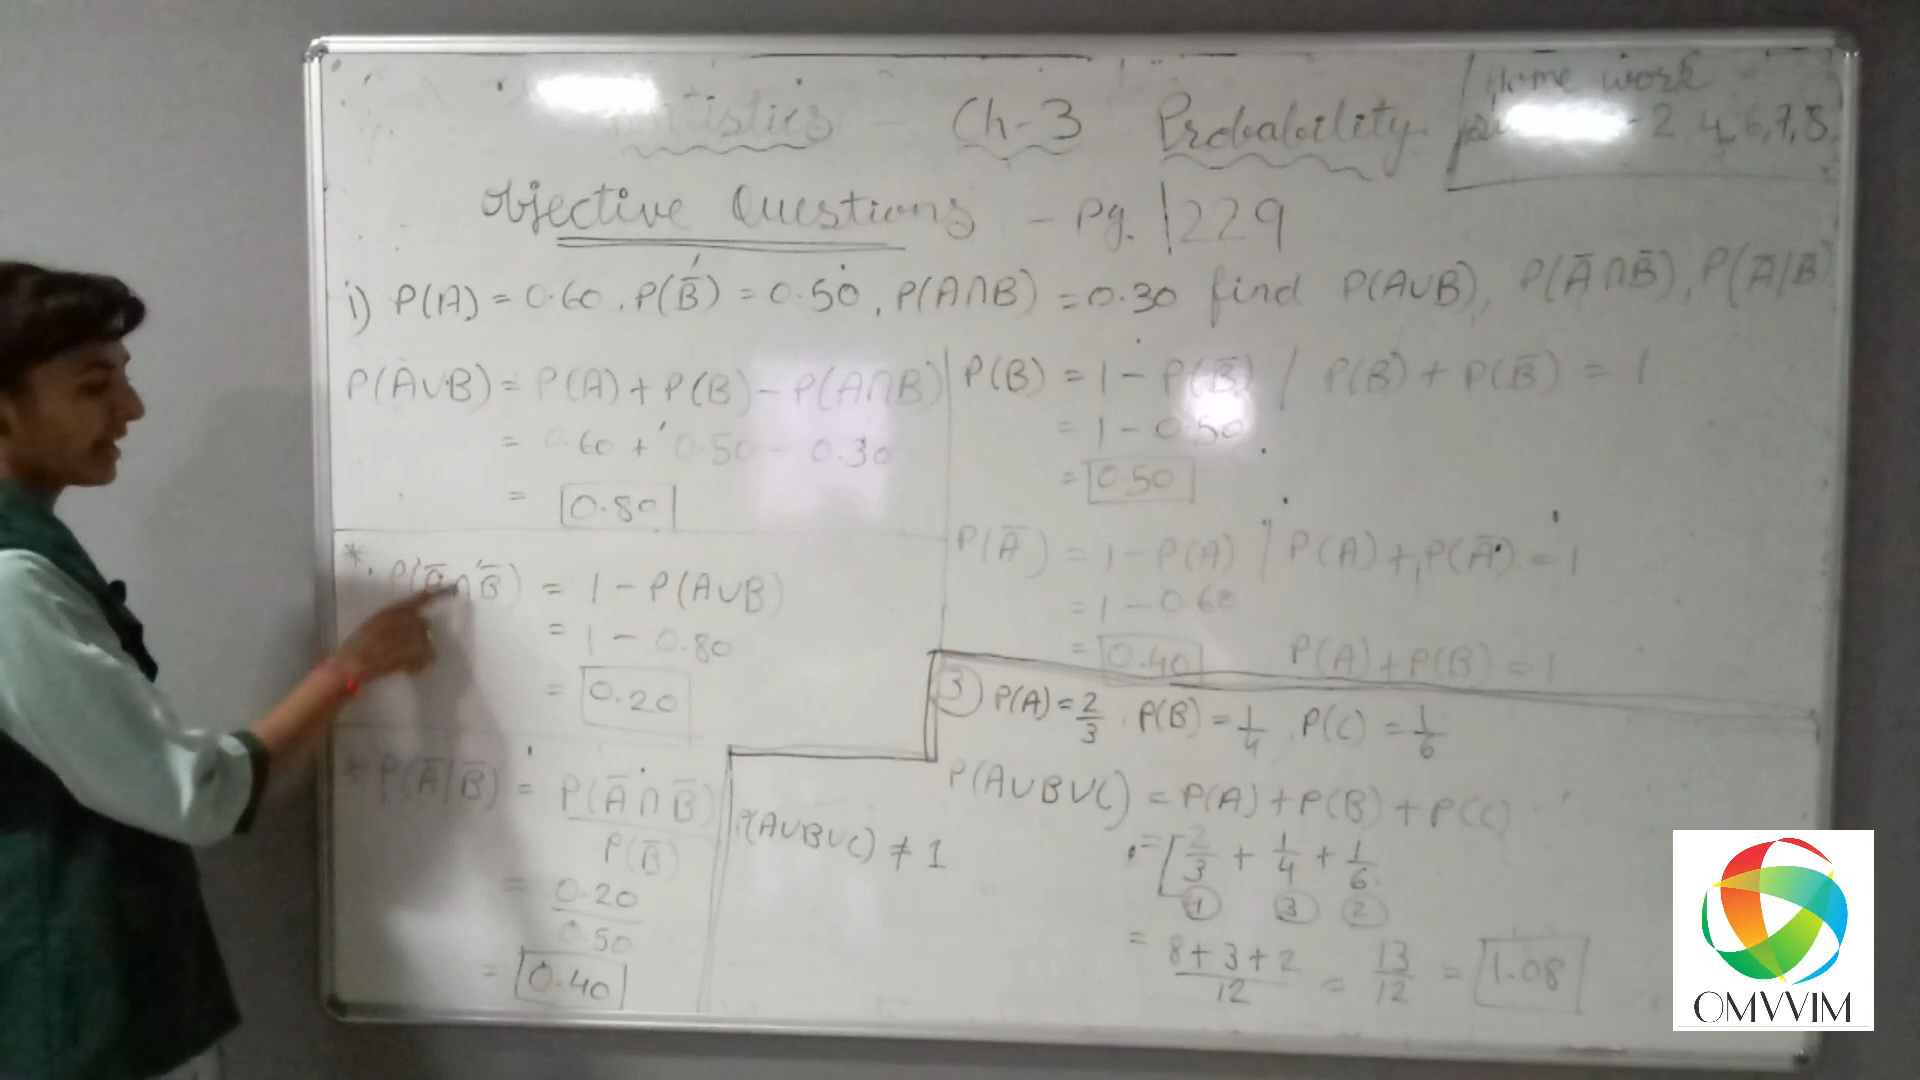 Ch-3 Probability
Home work
2, 4, 6, 7, 8.
Objective Questions - Pg. 229
i) P(A) = 0.60, P(B̅) = 0.50, P(A∩B) = 0.30 find P(A∪B), P(A̅∩B̅), P(A̅|B̅)
P(A∪B) = P(A) + P(B) - P(A∩B)
= 0.60 + 0.50 - 0.30
= 0.80
P(B) = 1 - P(B̅) / P(B) + P(B̅) = 1
= 1 - 0.50
= 0.50
P(A̅) = 1 - P(A) / P(A) + P(A̅) = 1
= 1 - 0.60
= 0.40 P(A) + P(B) = 1
* P(A̅∩B̅) = 1 - P(A∪B)
= 1 - 0.80
= 0.20
* P(A̅|B̅) = P(A̅∩B̅)
P(B̅)
= 0.20
0.50
= 0.40
3) P(A) = 2/3, P(B) = 1/4, P(C) = 1/6
P(A∪B∪C) = P(A) + P(B) + P(C)
= 2/3 + 1/4 + 1/6
1 3 2
= 8+3+2/12 = 13/12 = 1.08
P(A∪B∪C) ≠ 1
OMVVIM